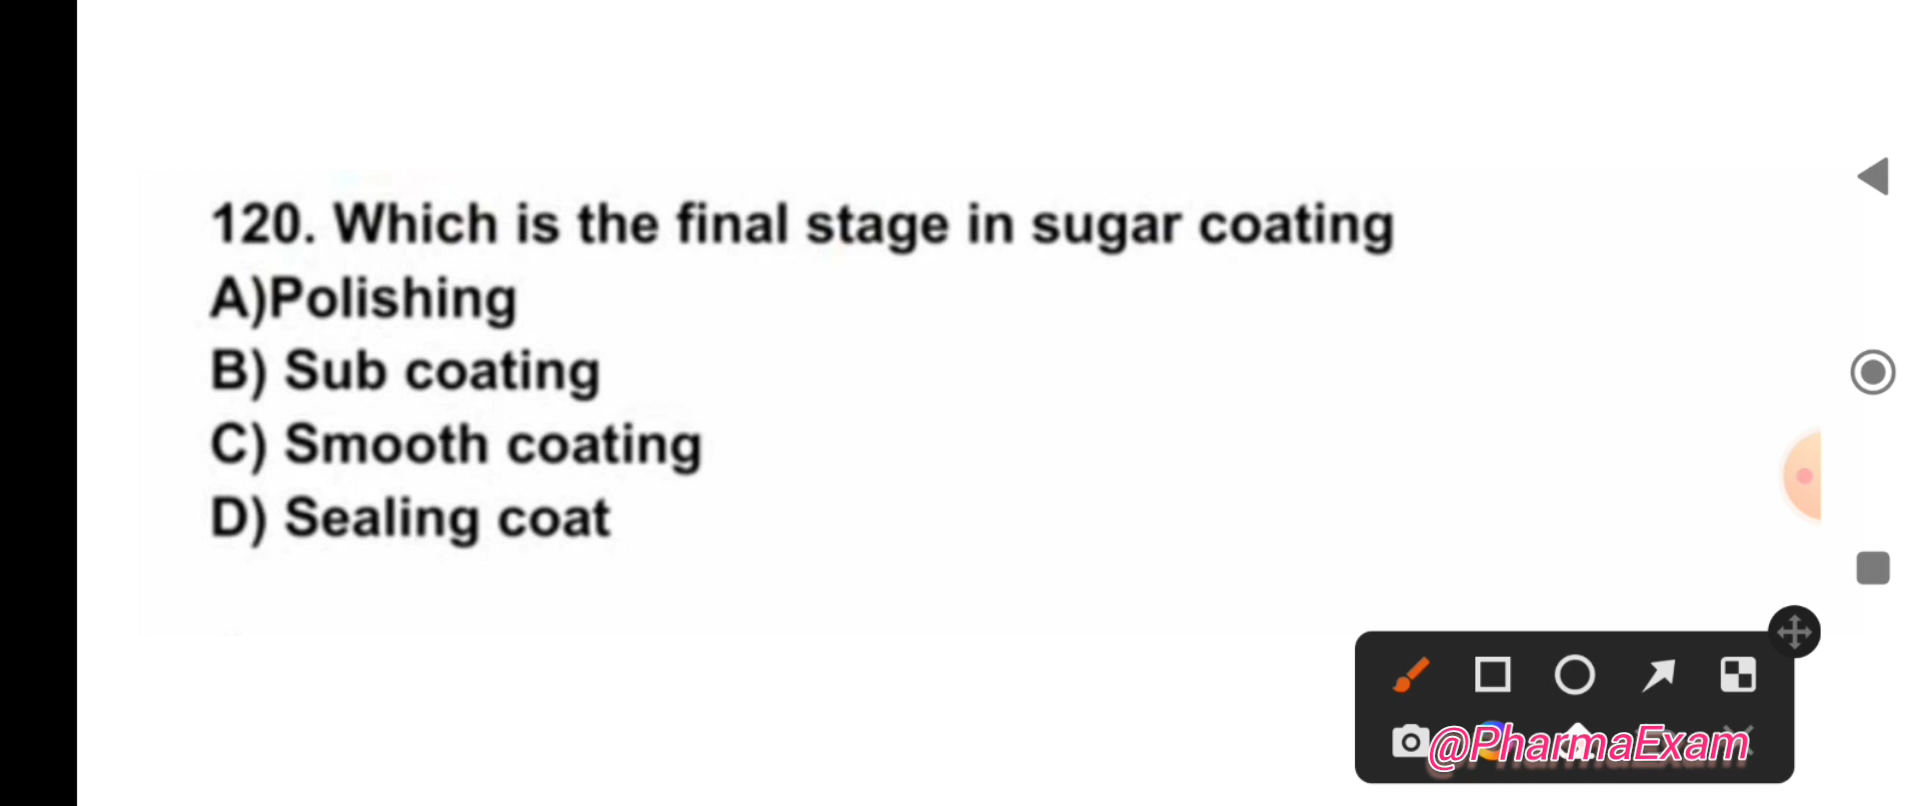 120. Which is the final stage in sugar coating
A)Polishing
B) Sub coating
C) Smooth coating
D) Sealing coat
@PharmaExam